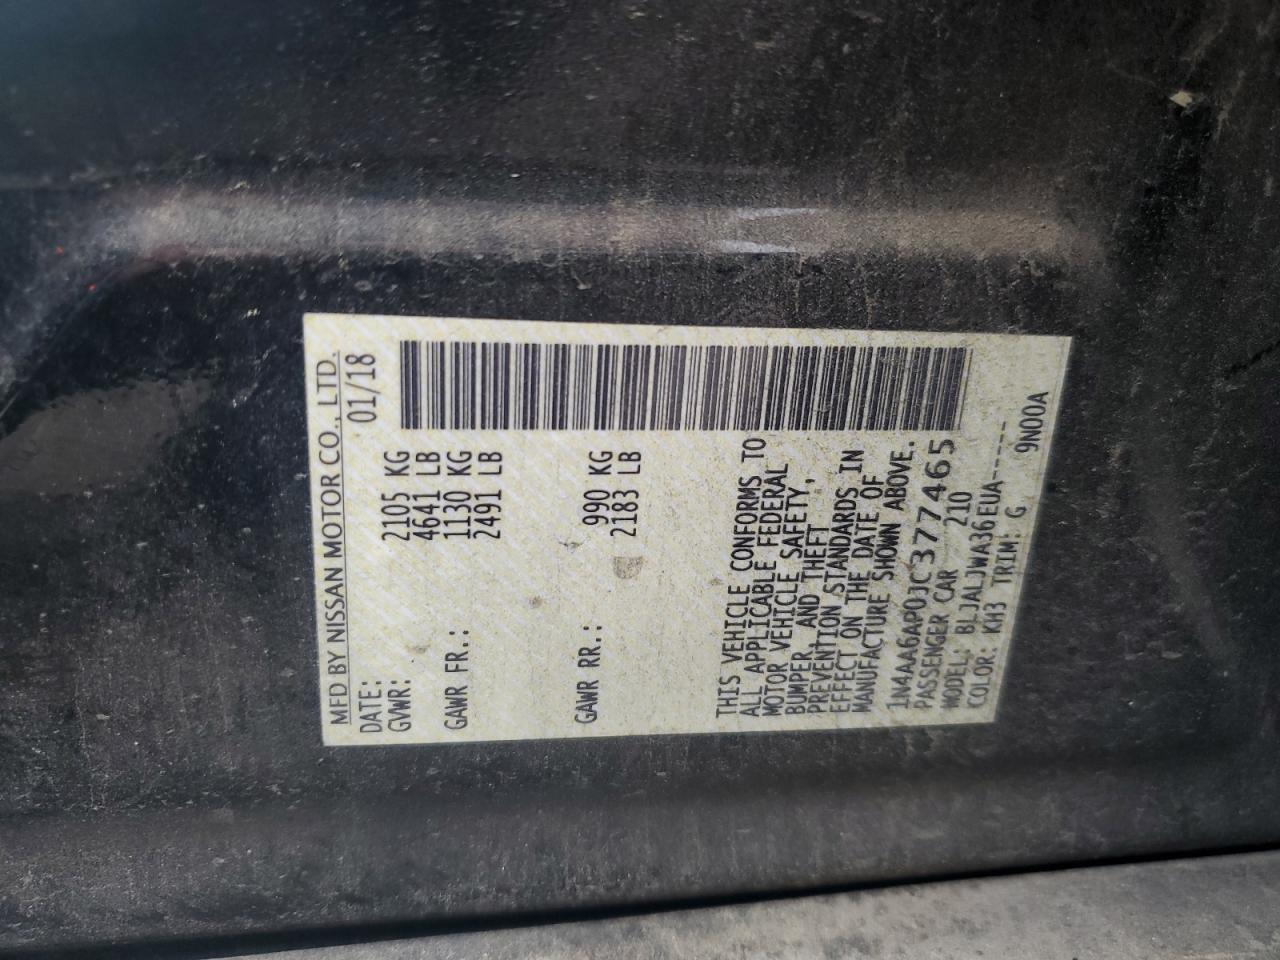 MFD BY NISSAN MOTOR CO., LTD.
DATE: 01/18
GVWR: 2105 KG
4641 LB
GAWR FR.: 1130 KG
2491 LB
GAWR RR.: 990 KG
2183 LB
THIS VEHICLE CONFORMS TO
ALL APPLICABLE FEDERAL
MOTOR VEHICLE SAFETY,
BUMPER, AND THEFT
PREVENTION STANDARDS IN
EFFECT ON THE DATE OF
MANUFACTURE SHOWN ABOVE.
1N4AA6AP0JC377465
PASSENGER CAR 210
MODEL: BLJALJWA36EUA-----
COLOR: KH3 TRIM: G 9N00A